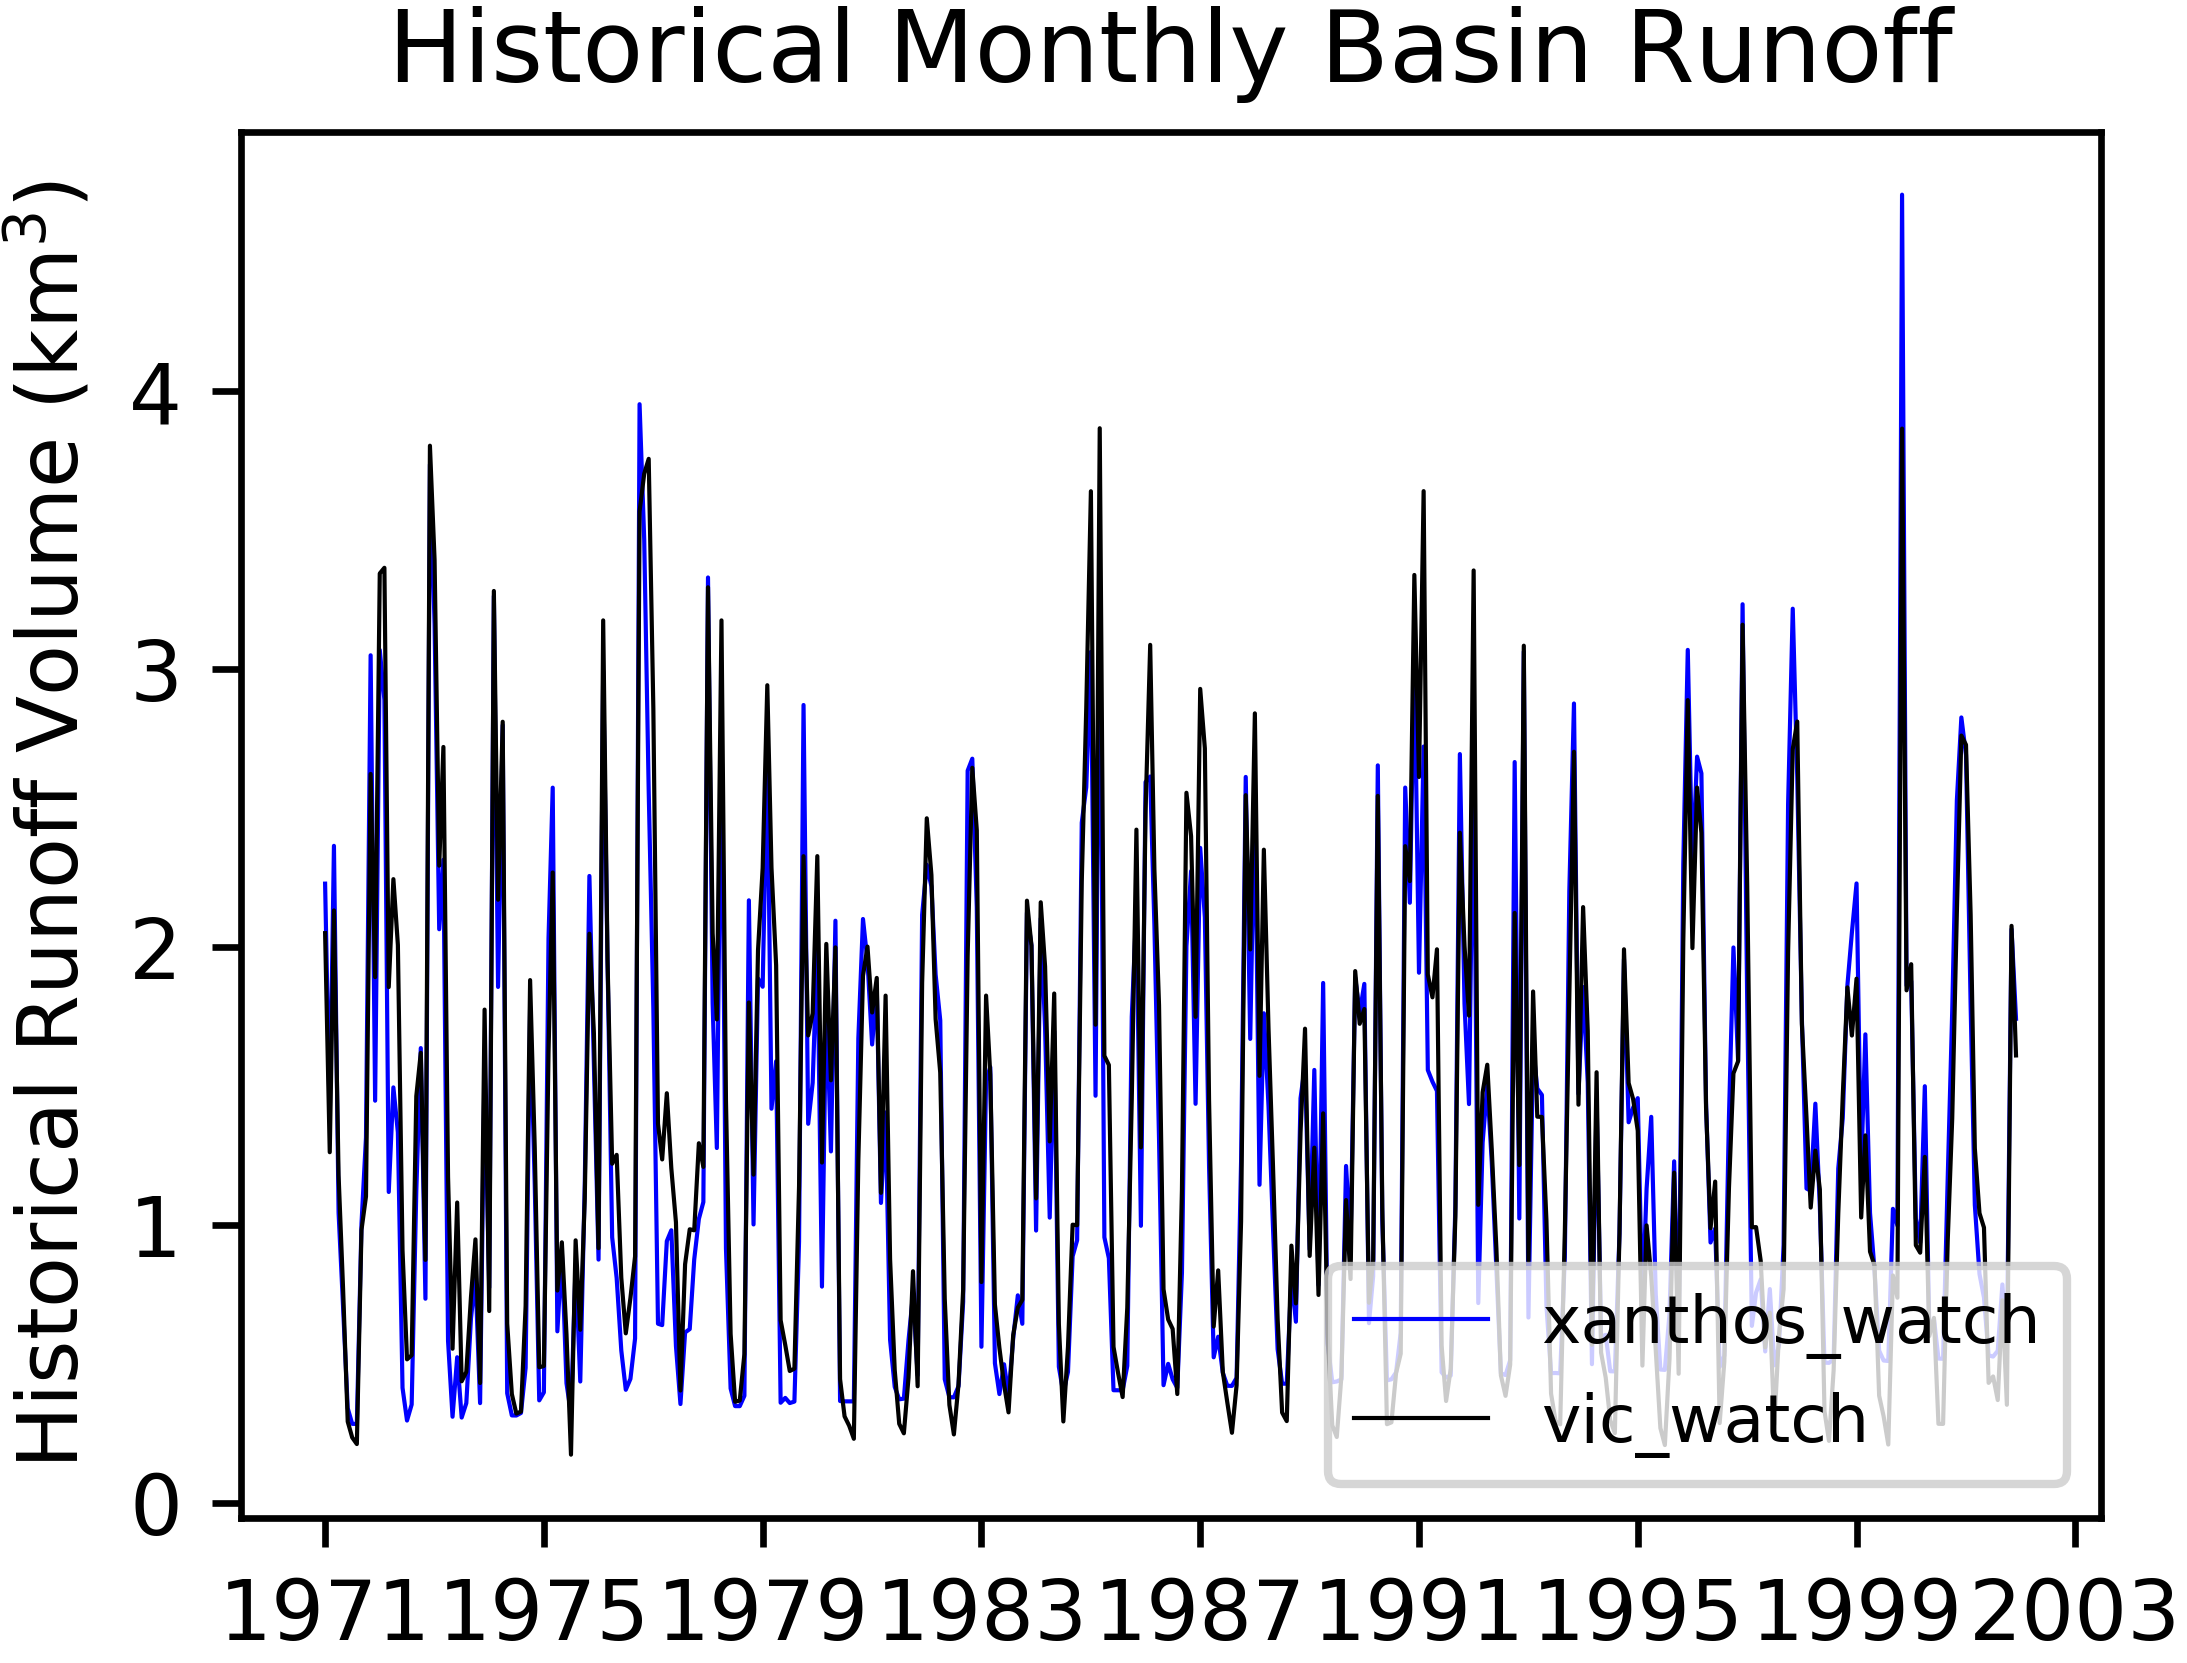 Historical Monthly Basin Runoff
Historical Runoff Volume (km³)
4
3
2
1
0
xanthos_watch
vic_watch
1971 1975 1979 1983 1987 1991 1995 1999 2003